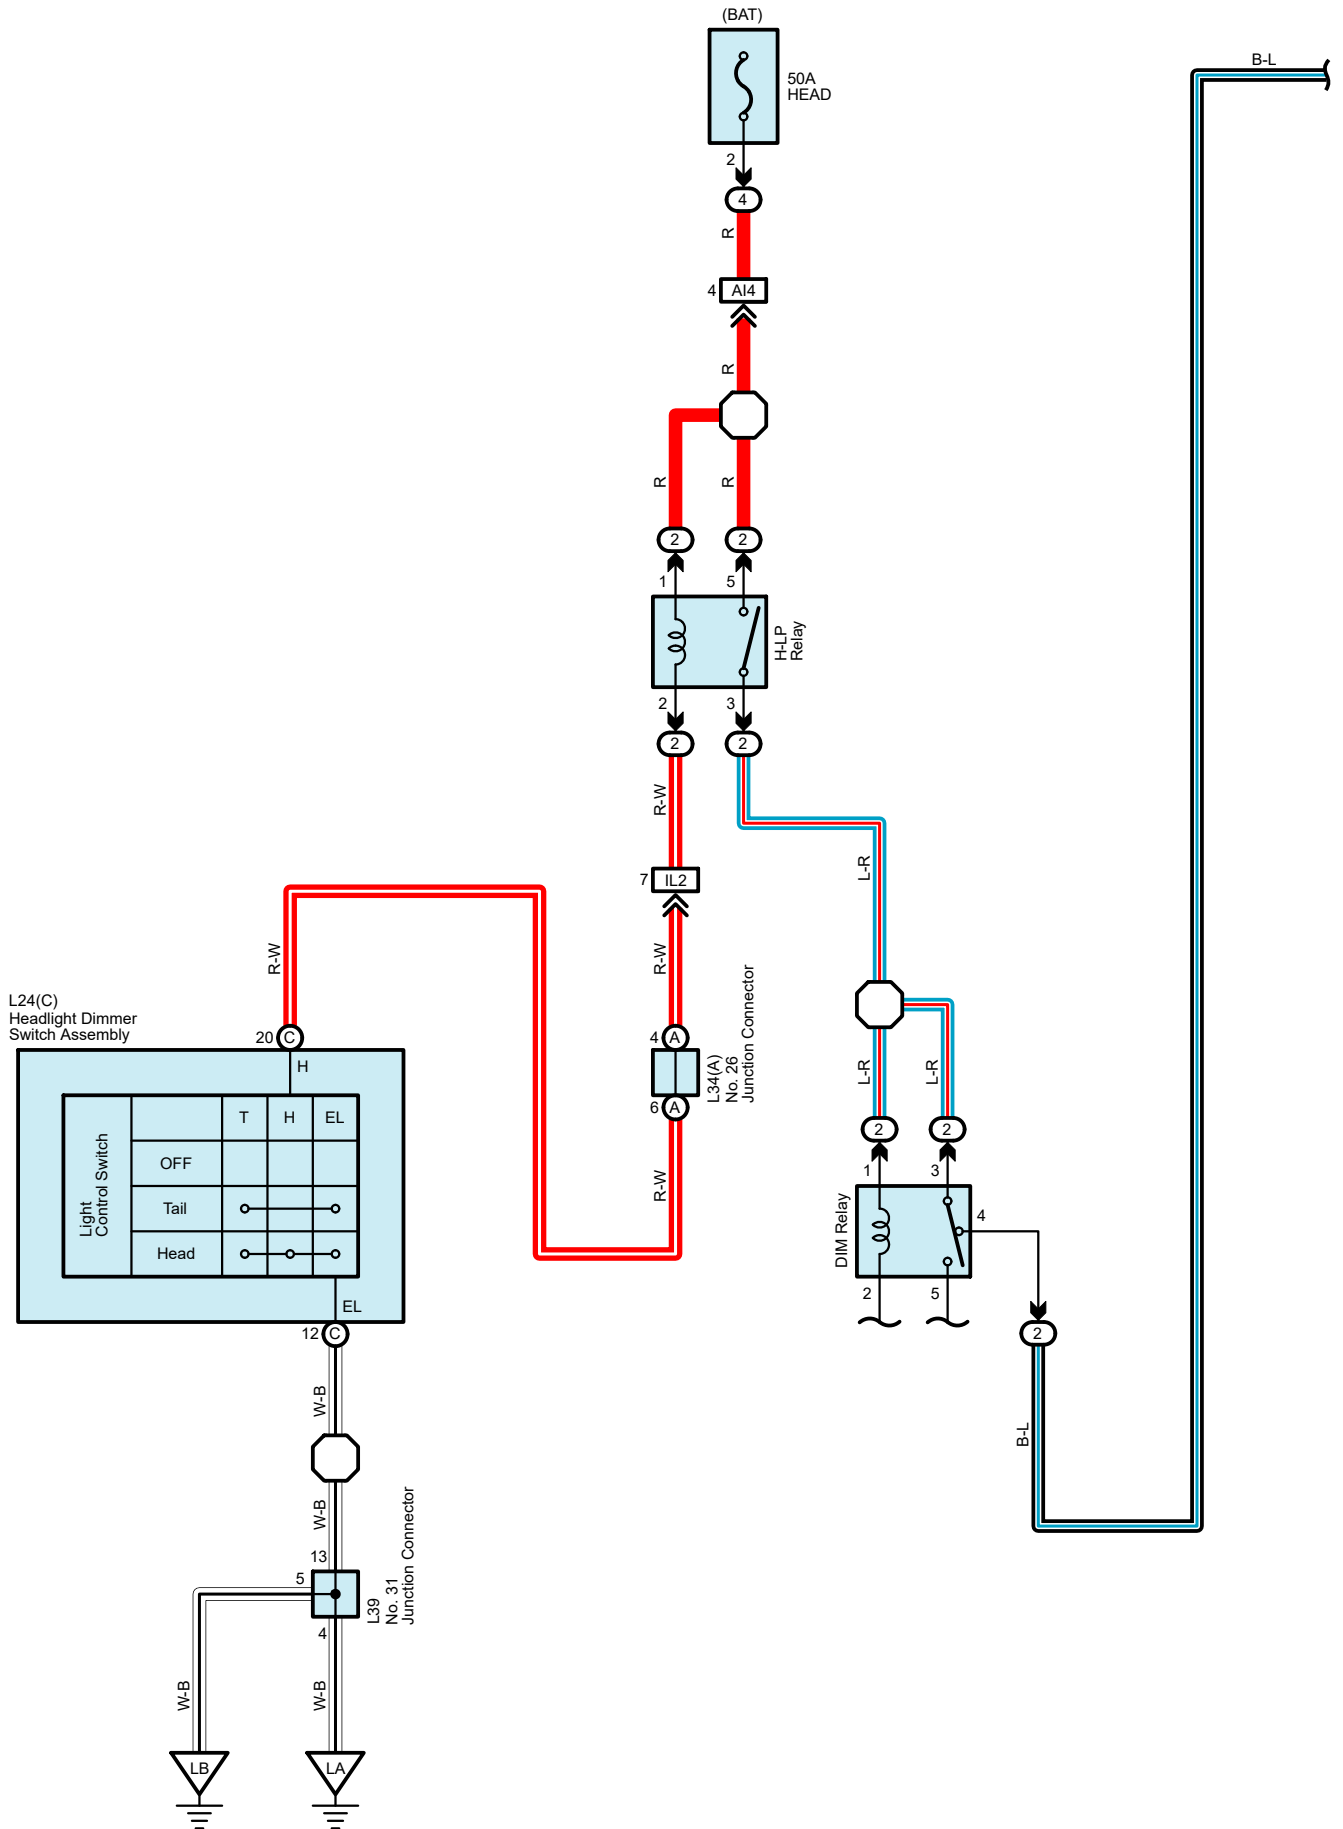 (BAT)
50A
HEAD
2
4
R
4
AI4
R
R
R
2
2
1
5
H-LP
Relay
2
3
2
2
R-W
L-R
7
IL2
R-W
R-W
L24(C)
Headlight Dimmer
Switch Assembly
20
C
H
4
A
L34(A)
No. 26
Junction Connector
6
A
R-W
Light
Control Switch
T
H
EL
OFF
Tail
Head
EL
12
C
L-R
L-R
2
2
1
3
DIM Relay
4
2
5
2
B-L
B-L
W-B
W-B
13
5
4
L39
No. 31
Junction Connector
W-B
W-B
LB
LA